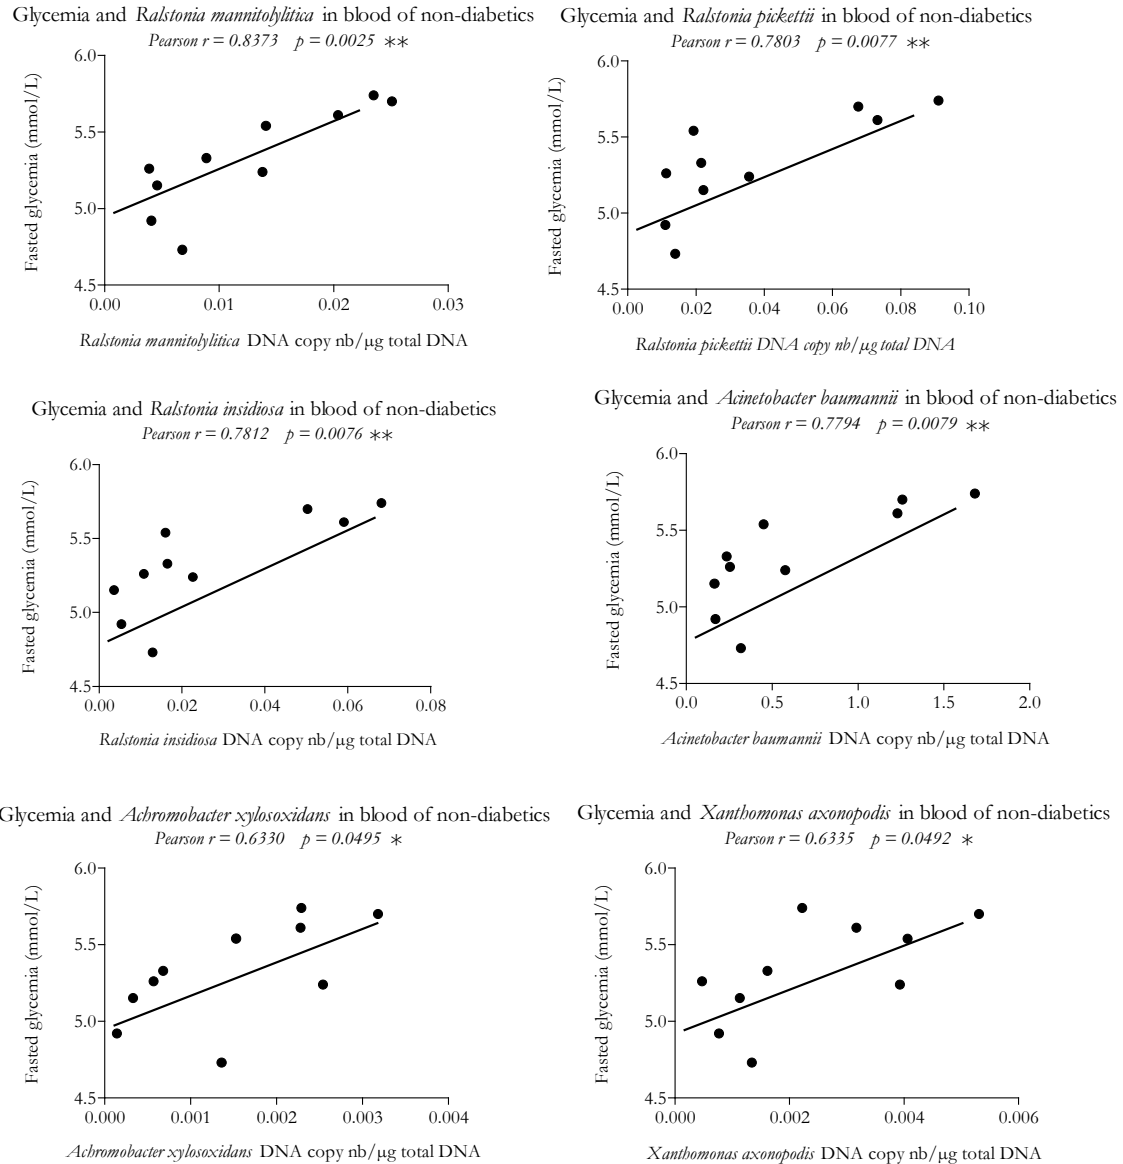 Glycemia and Ralstonia mannitolylitica in blood of non-diabetics
Pearson r = 0.8373 p = 0.0025 **
Fasted glycemia (mmol/L)
6.0
5.5
5.0
4.5
0.00 0.01 0.02 0.03
Ralstonia mannitolylitica DNA copy nb/µg total DNA
Glycemia and Ralstonia pickettii in blood of non-diabetics
Pearson r = 0.7803 p = 0.0077 **
Fasted glycemia (mmol/L)
6.0
5.5
5.0
4.5
0.00 0.02 0.04 0.06 0.08 0.10
Ralstonia pickettii DNA copy nb/µg total DNA
Glycemia and Ralstonia insidiosa in blood of non-diabetics
Pearson r = 0.7812 p = 0.0076 **
Fasted glycemia (mmol/L)
6.0
5.5
5.0
4.5
0.00 0.02 0.04 0.06 0.08
Ralstonia insidiosa DNA copy nb/µg total DNA
Glycemia and Acinetobacter baumannii in blood of non-diabetics
Pearson r = 0.7794 p = 0.0079 **
Fasted glycemia (mmol/L)
6.0
5.5
5.0
4.5
0.0 0.5 1.0 1.5 2.0
Acinetobacter baumannii DNA copy nb/µg total DNA
Glycemia and Achromobacter xylosoxidans in blood of non-diabetics
Pearson r = 0.6330 p = 0.0495 *
Fasted glycemia (mmol/L)
6.0
5.5
5.0
4.5
0.000 0.001 0.002 0.003 0.004
Achromobacter xylosoxidans DNA copy nb/µg total DNA
Glycemia and Xanthomonas axonopodis in blood of non-diabetics
Pearson r = 0.6335 p = 0.0492 *
Fasted glycemia (mmol/L)
6.0
5.5
5.0
4.5
0.000 0.002 0.004 0.006
Xanthomonas axonopodis DNA copy nb/µg total DNA